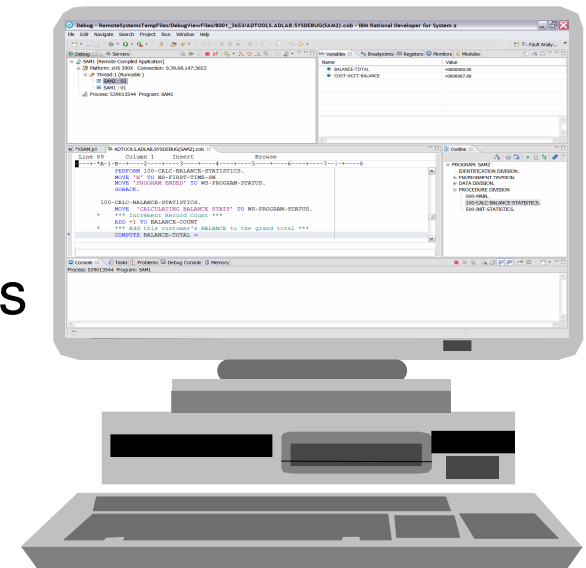 Debug - RemoteSystemsTempFiles/DebugViewFiles/8001_3653/ADTOOLS.ADLAB.SYSDEBUG(SAM2).cob - IBM Rational Developer for System z
File Edit Navigate Search Project Run Window Help
Fault Analy...
Debug Servers
SAM1 [Remote Compiled Application]
Platform: zOS 390X Connection: 9.39.68.147:3653
Thread:1 (Runnable)
SAM2 : 02
SAM1 : 01
Process: 539013544 Program: SAM1
Variables Breakpoints Registers Monitors Modules
Name Value
BALANCE-TOTAL +0000000.00
CUST-ACCT-BALANCE +0000067.68
*XSAM.jcl ADTOOLS.ADLAB.SYSDEBUG(SAM2).cob
Line 89 Column 1 Insert Browse
PERFORM 100-CALC-BALANCE-STATISTICS.
MOVE 'N' TO WS-FIRST-TIME-SW
MOVE 'PROGRAM ENDED' TO WS-PROGRAM-STATUS.
GOBACK.
100-CALC-BALANCE-STATISTICS.
MOVE 'CALCULATING BALANCE STATS' TO WS-PROGRAM-STATUS.
* *** Increment Record Count ***
ADD +1 TO BALANCE-COUNT
* *** Add this customer's BALANCE to the grand total ***
COMPUTE BALANCE-TOTAL =
Outline
PROGRAM: SAM2
IDENTIFICATION DIVISION.
ENVIRONMENT DIVISION.
DATA DIVISION.
PROCEDURE DIVISION
000-MAIN.
100-CALC-BALANCE-STATISTICS.
500-INIT-STATISTICS.
Console Tasks Problems Debug Console Memory
Process: 539013544 Program: SAM1
s